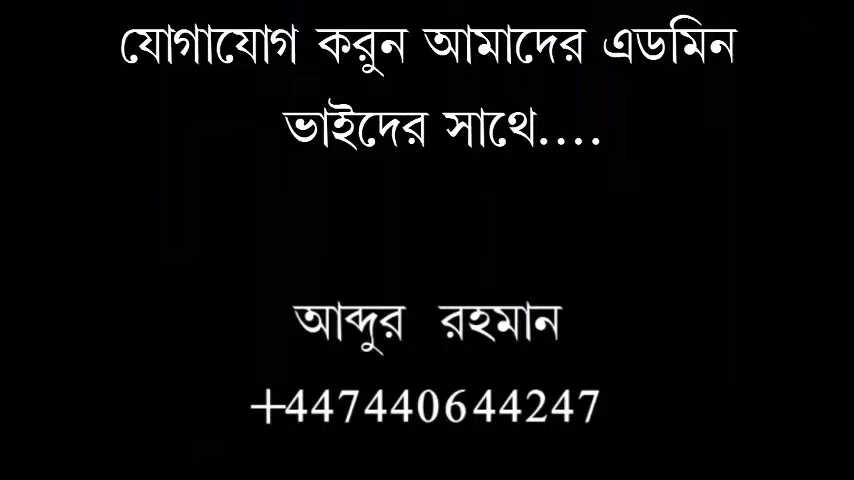 যোগাযোগ করুন আমাদের এডমিন
ভাইদের সাথে....
আব্দুর রহমান
+447440644247